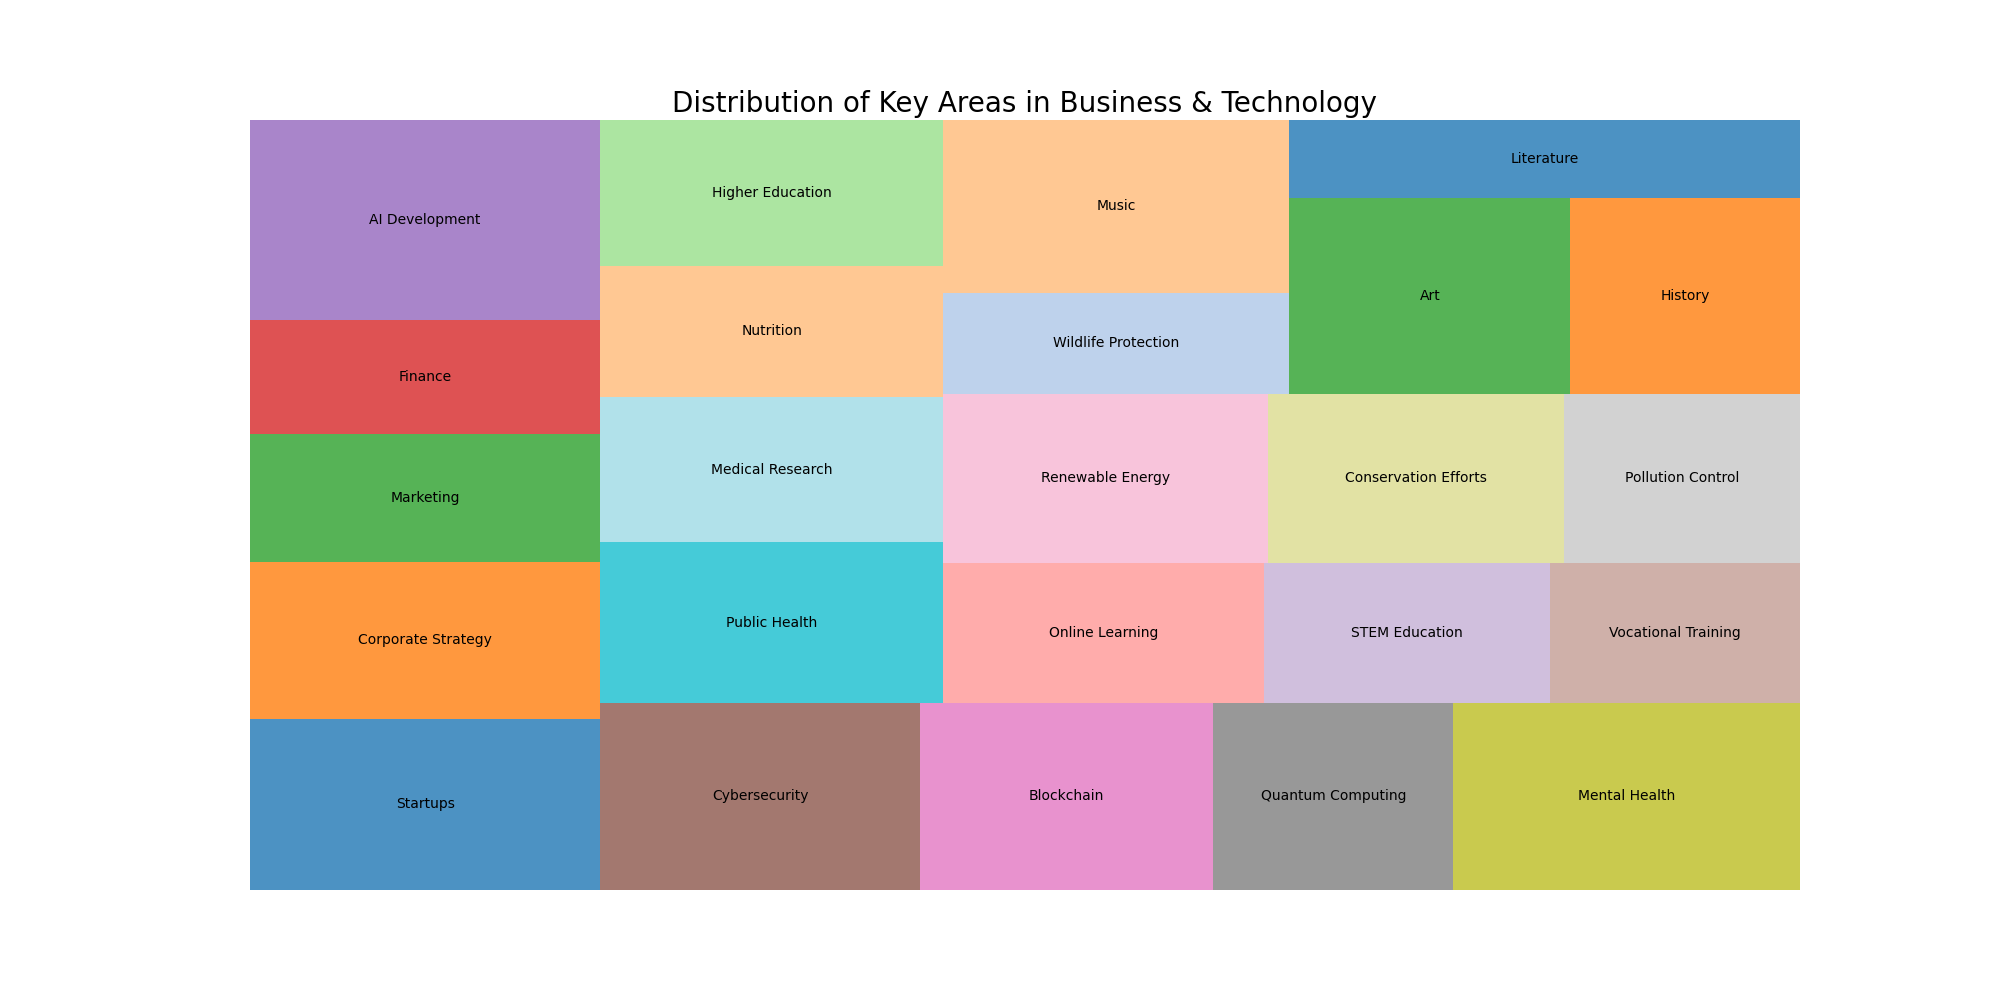 Distribution of Key Areas in Business & Technology
AI Development
Finance
Marketing
Corporate Strategy
Startups
Higher Education
Nutrition
Medical Research
Public Health
Music
Wildlife Protection
Literature
Art
History
Renewable Energy
Conservation Efforts
Pollution Control
Online Learning
STEM Education
Vocational Training
Cybersecurity
Blockchain
Quantum Computing
Mental Health